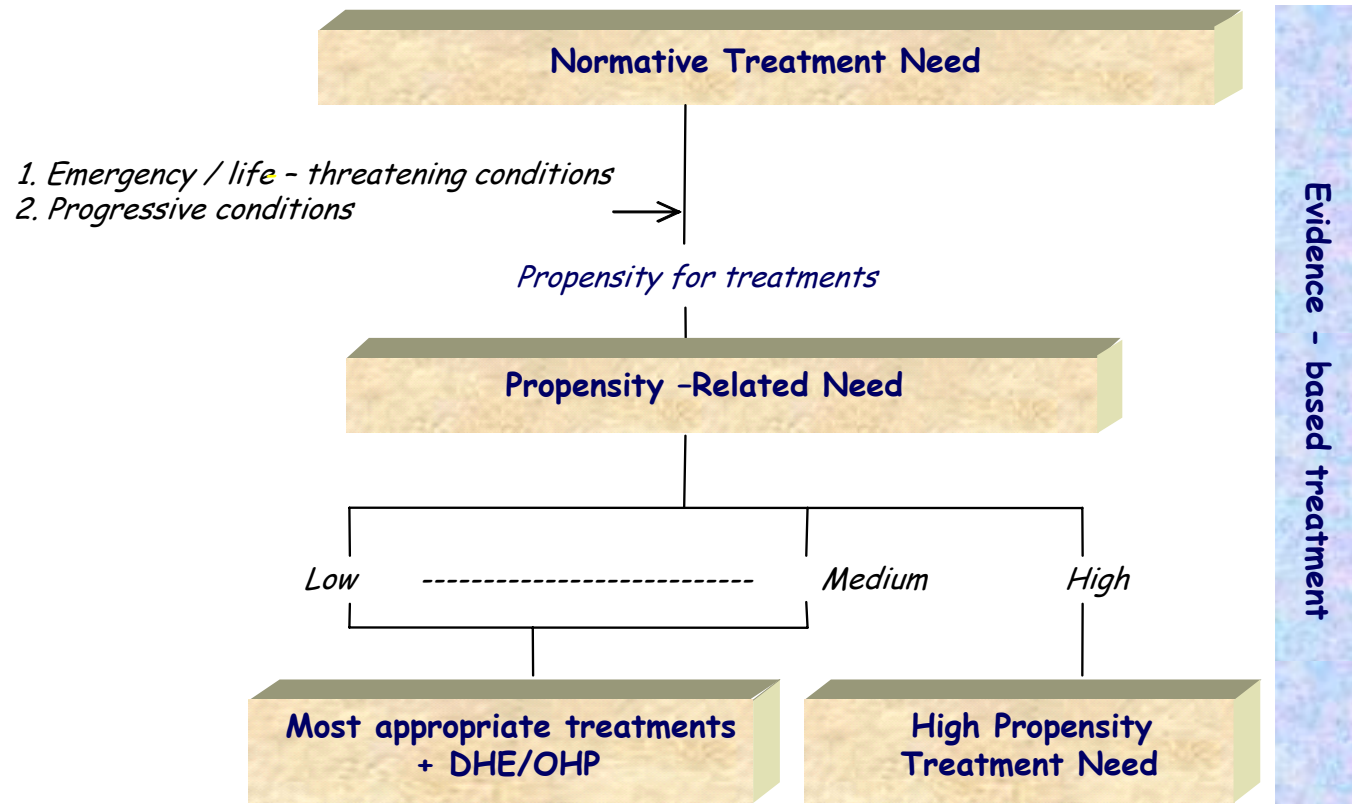 Normative Treatment Need
1. Emergency / life – threatening conditions
2. Progressive conditions
Propensity for treatments
Propensity –Related Need
Low --------------------------- Medium High
Most appropriate treatments
+ DHE/OHP
High Propensity
Treatment Need
Evidence - based treatment